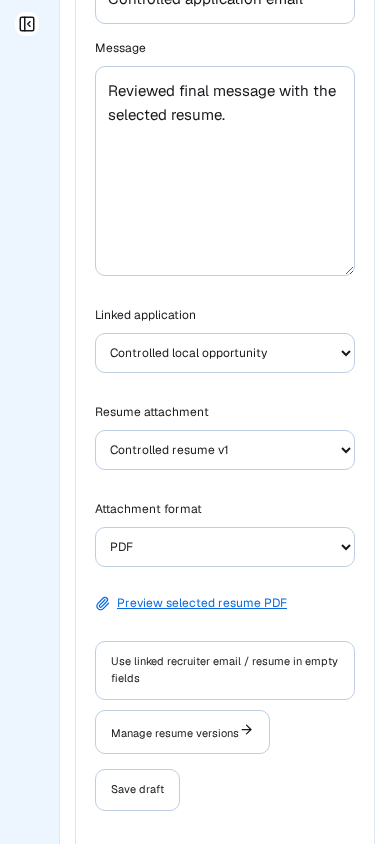 Controlled application email
Message
Reviewed final message with the
selected resume.
Linked application
Controlled local opportunity
Resume attachment
Controlled resume v1
Attachment format
PDF
Preview selected resume PDF
Use linked recruiter email / resume in empty
fields
Manage resume versions
Save draft